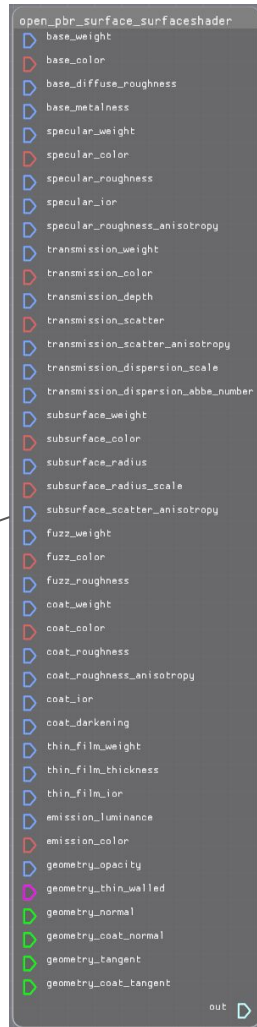 open_pbr_surface_surfaceshader
base_weight
base_color
base_diffuse_roughness
base_metalness
specular_weight
specular_color
specular_roughness
specular_ior
specular_roughness_anisotropy
transmission_weight
transmission_color
transmission_depth
transmission_scatter
transmission_scatter_anisotropy
transmission_dispersion_scale
transmission_dispersion_abbe_number
subsurface_weight
subsurface_color
subsurface_radius
subsurface_radius_scale
subsurface_scatter_anisotropy
fuzz_weight
fuzz_color
fuzz_roughness
coat_weight
coat_color
coat_roughness
coat_roughness_anisotropy
coat_ior
coat_darkening
thin_film_weight
thin_film_thickness
thin_film_ior
emission_luminance
emission_color
geometry_opacity
geometry_thin_walled
geometry_normal
geometry_coat_normal
geometry_tangent
geometry_coat_tangent
out